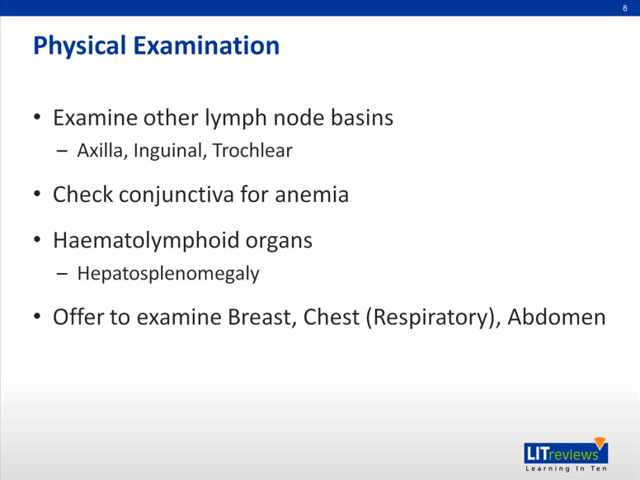 8
Physical Examination
• Examine other lymph node basins
– Axilla, Inguinal, Trochlear
• Check conjunctiva for anemia
• Haematolymphoid organs
– Hepatosplenomegaly
• Offer to examine Breast, Chest (Respiratory), Abdomen
LITreviews
Learning In Ten